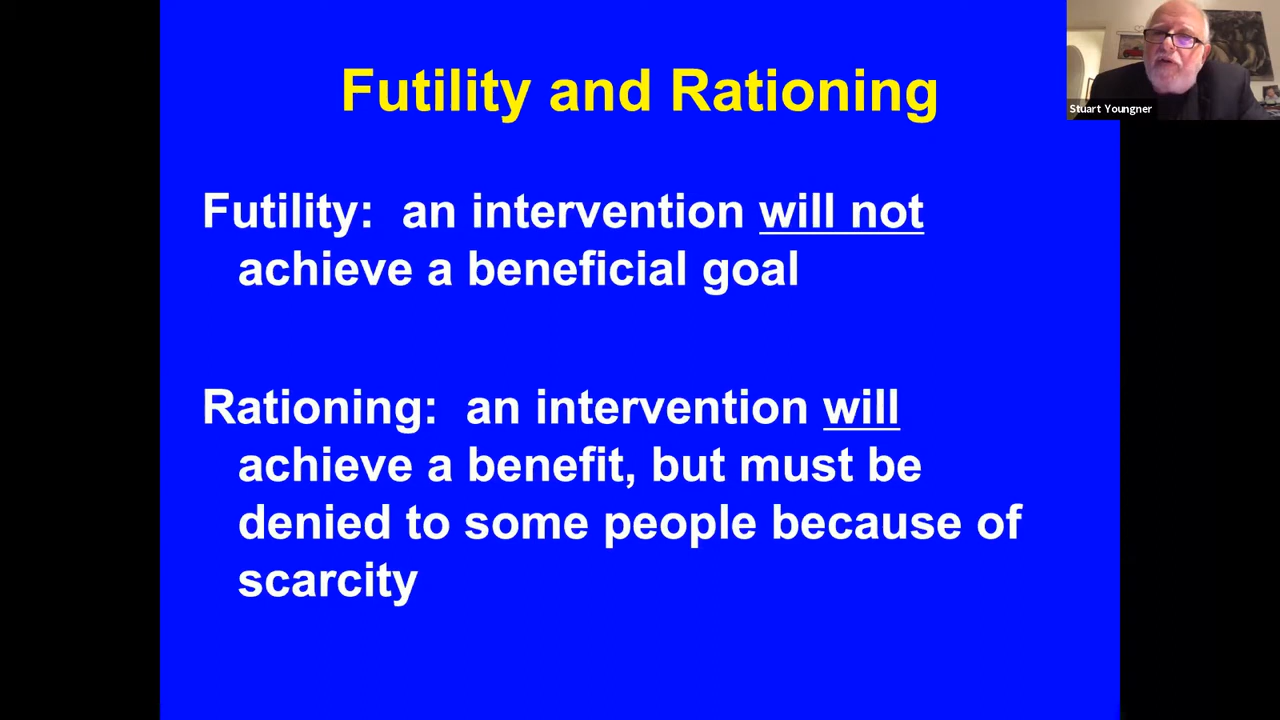 Futility and Rationing
Stuart Youngner
Futility: an intervention will not
achieve a beneficial goal
Rationing: an intervention will
achieve a benefit, but must be
denied to some people because of
scarcity